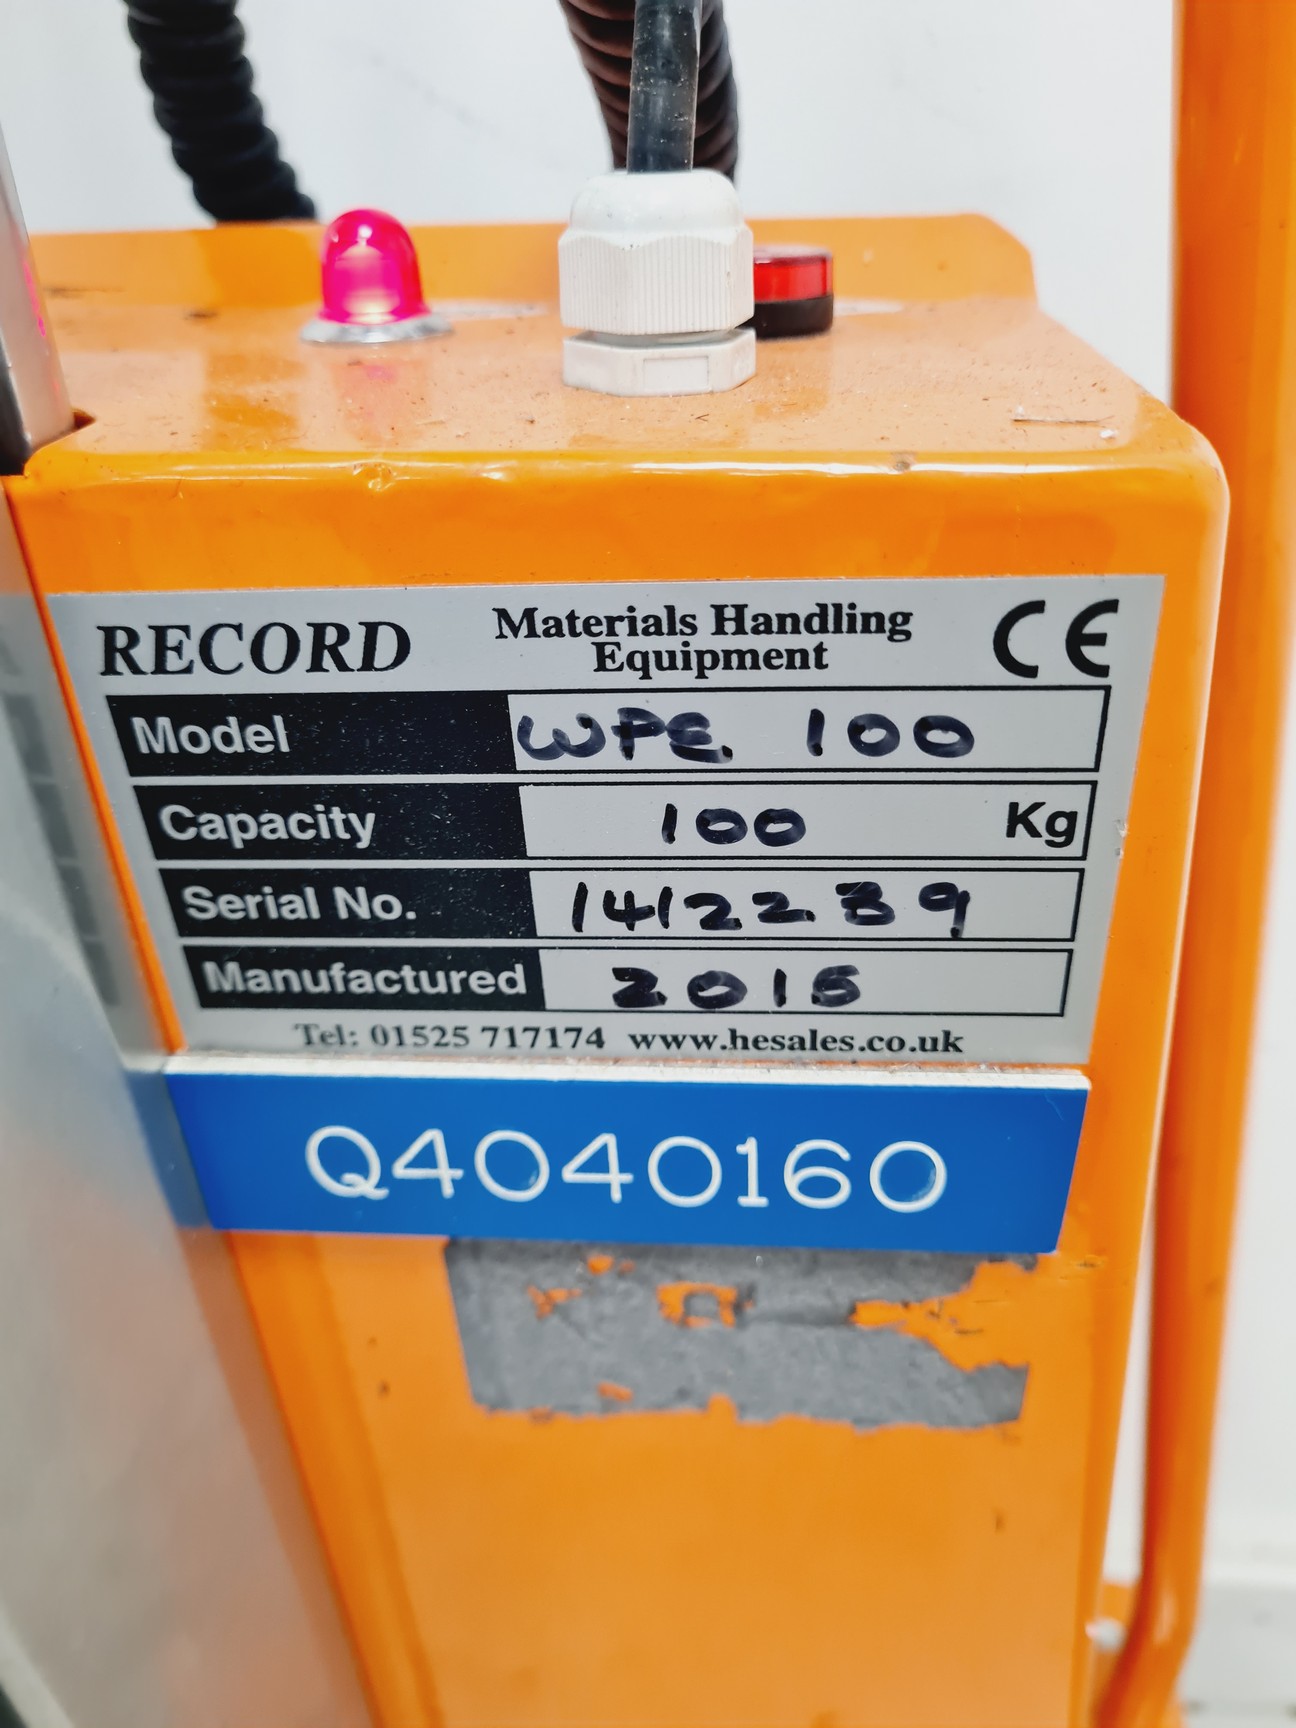 RECORD Materials Handling Equipment CE
Model WPE 100
Capacity 100 Kg
Serial No. 1412239
Manufactured 2015
Tel: 01525 717174 www.hesales.co.uk
Q4040160